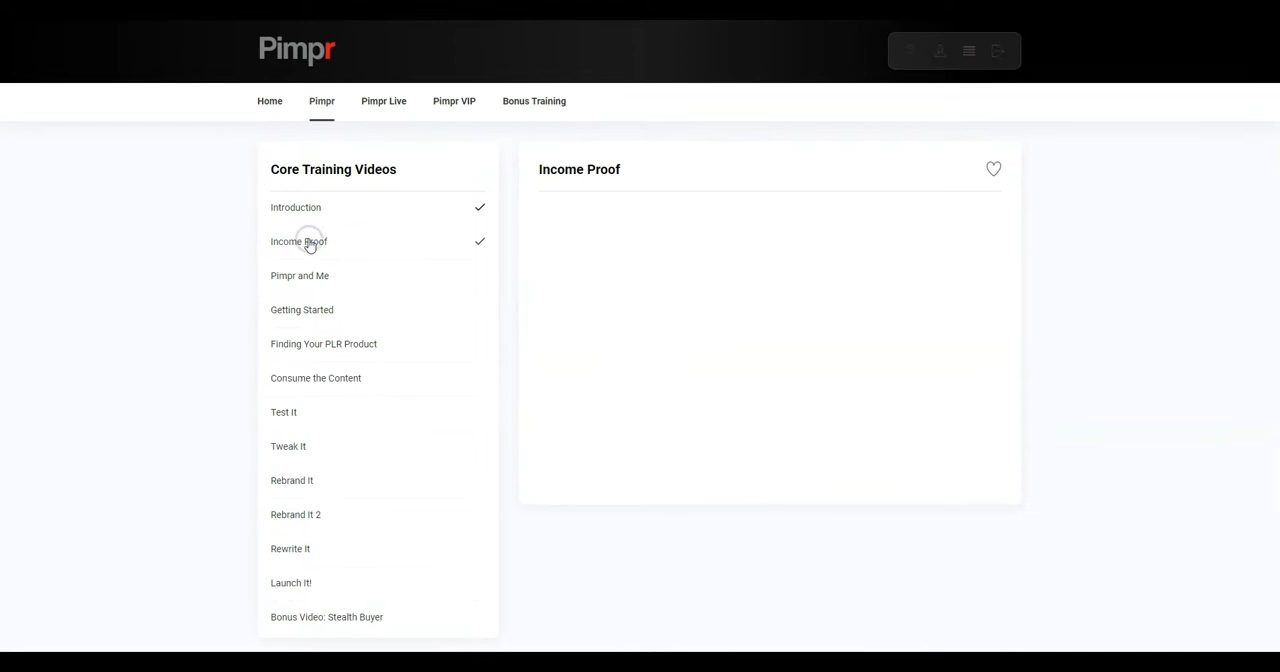 Pimpr
Home Pimpr Pimpr Live Pimpr VIP Bonus Training
Core Training Videos
Introduction
Income Proof
Pimpr and Me
Getting Started
Finding Your PLR Product
Consume the Content
Test It
Tweak It
Rebrand It
Rebrand It 2
Rewrite It
Launch It!
Bonus Video: Stealth Buyer
Income Proof